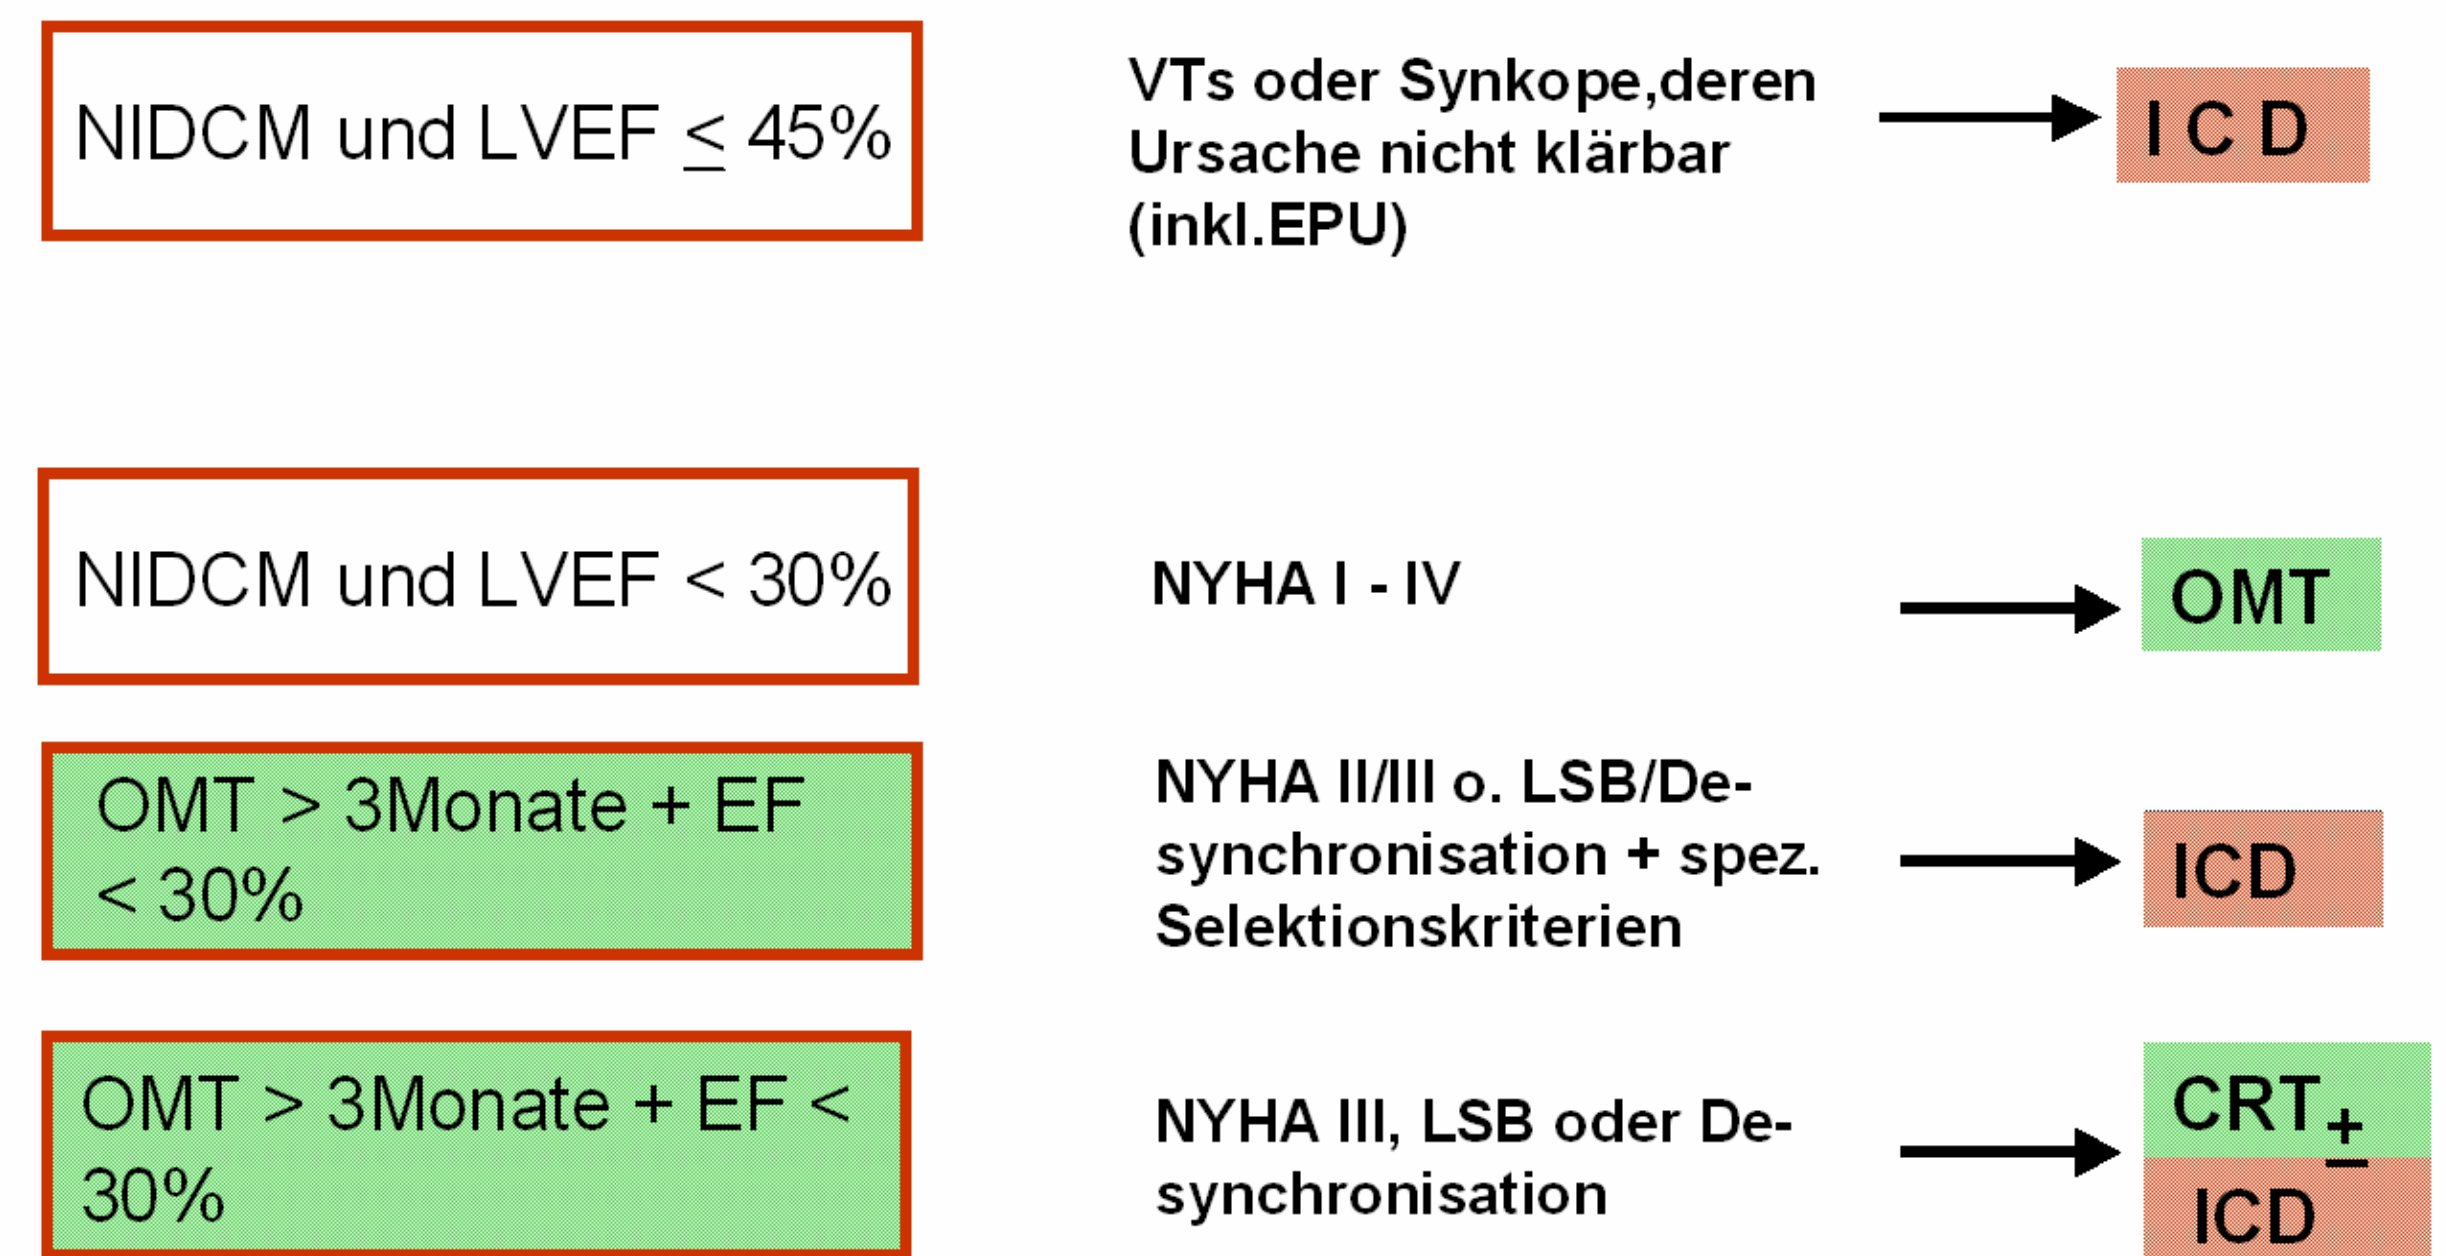 NIDCM und LVEF ≤ 45%
VTs oder Synkope,deren
Ursache nicht klärbar
(inkl.EPU)
I C D
NIDCM und LVEF < 30%
NYHA I - IV
OMT
OMT > 3Monate + EF
< 30%
NYHA II/III o. LSB/De-
synchronisation + spez.
Selektionskriterien
ICD
OMT > 3Monate + EF <
30%
NYHA III, LSB oder De-
synchronisation
CRT±
ICD